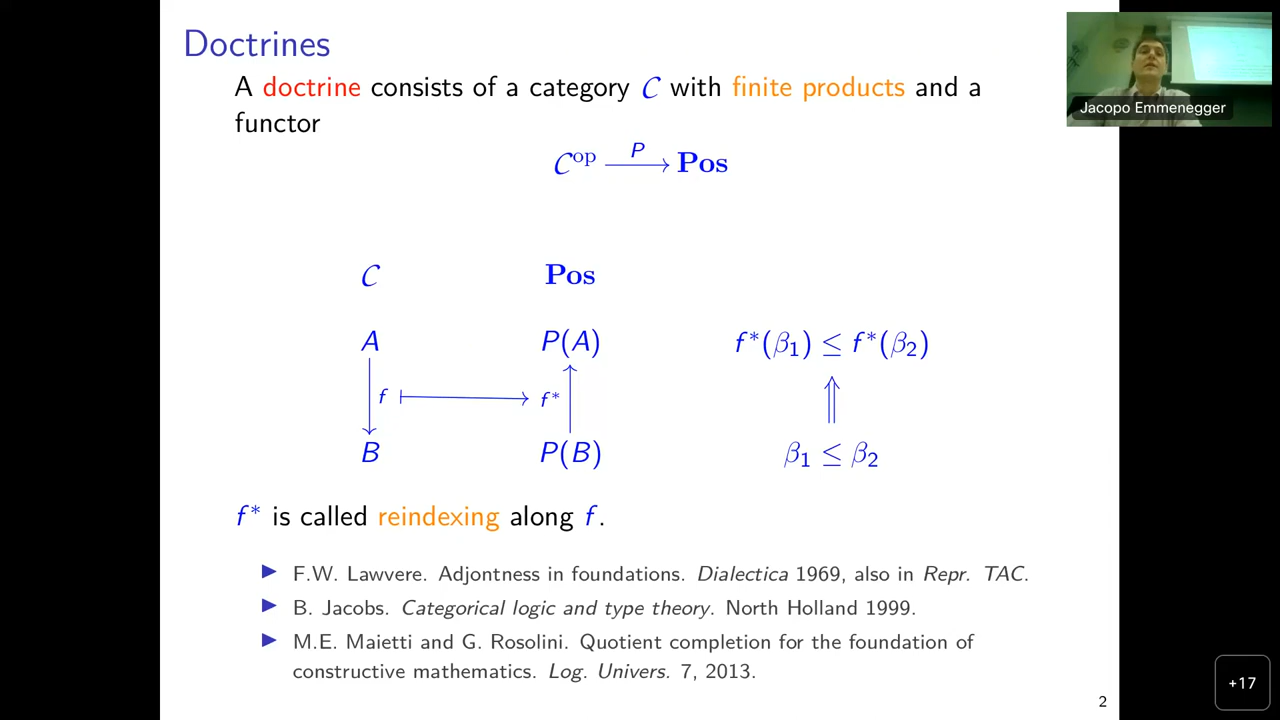 Doctrines
A doctrine consists of a category 𝒞 with finite products and a
functor
𝒞^op —P→ Pos
𝒞 Pos
A P(A) f*(β₁) ≤ f*(β₂)
f ↦ f* ⇑
B P(B) β₁ ≤ β₂
f* is called reindexing along f.
▶ F.W. Lawvere. Adjontness in foundations. Dialectica 1969, also in Repr. TAC.
▶ B. Jacobs. Categorical logic and type theory. North Holland 1999.
▶ M.E. Maietti and G. Rosolini. Quotient completion for the foundation of
constructive mathematics. Log. Univers. 7, 2013.
2
Jacopo Emmenegger
+17